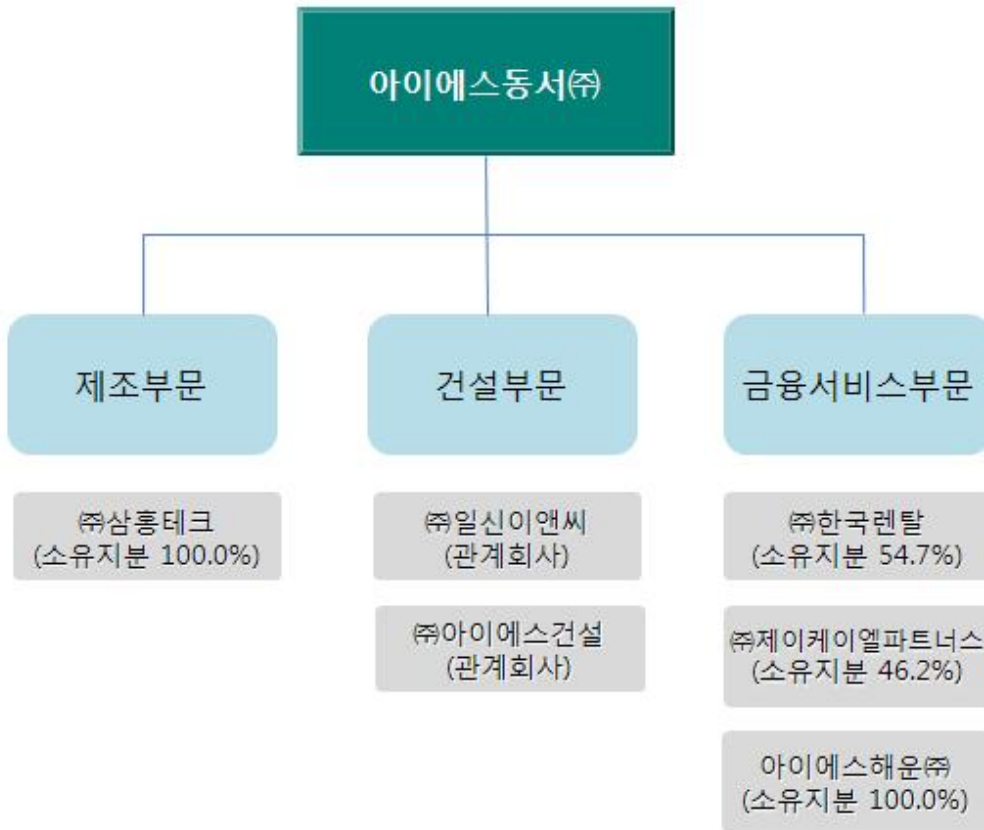 아이에스동서㈜
제조부문
건설부문
금융서비스부문
㈜삼홍테크
(소유지분 100.0%)
㈜일신이앤씨
(관계회사)
㈜한국렌탈
(소유지분 54.7%)
㈜아이에스건설
(관계회사)
㈜제이케이엘파트너스
(소유지분 46.2%)
아이에스해운㈜
(소유지분 100.0%)